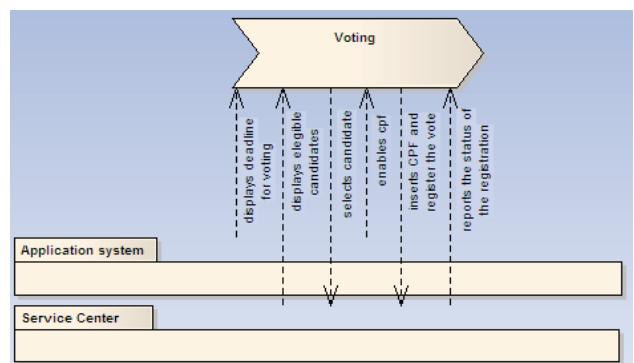 Voting
displays deadline
for voting
displays elegible
candidates
selects candidate
enables cpf
inserts CPF and
register the vote
reports the status of
the registration
Application system
Service Center